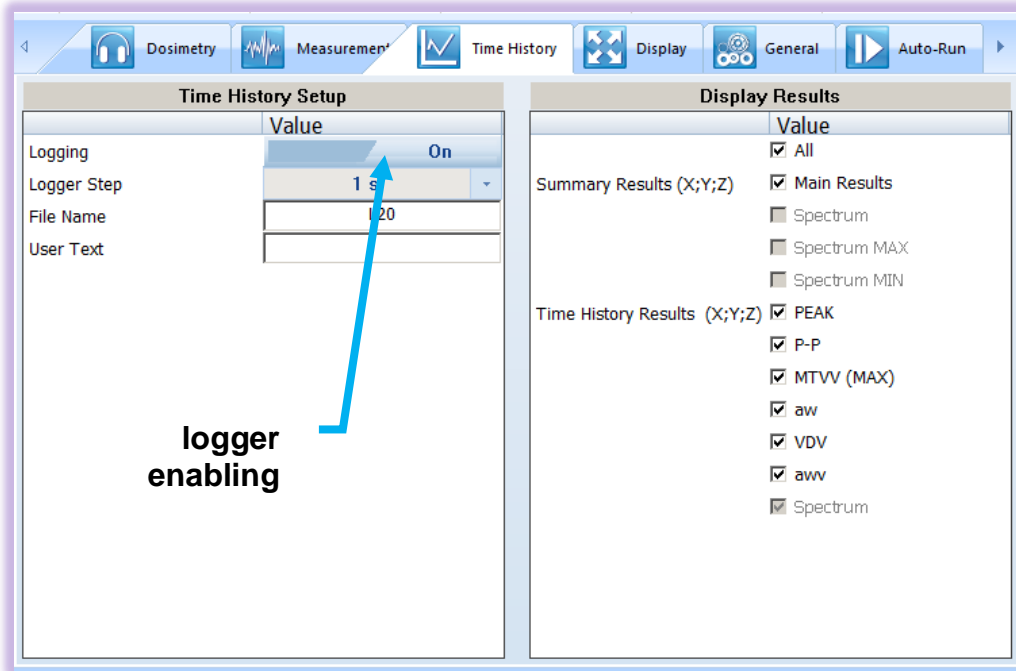 Dosimetry Measurement Time History Display General Auto-Run
Time History Setup
Value
Logging On
Logger Step 1 s
File Name L20
User Text
logger
enabling
Display Results
Value
All
Summary Results (X;Y;Z) Main Results
Spectrum
Spectrum MAX
Spectrum MIN
Time History Results (X;Y;Z) PEAK
P-P
MTVV (MAX)
aw
VDV
awv
Spectrum